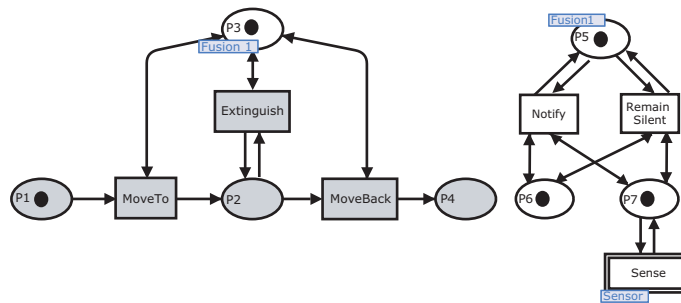 P3
Fusion 1
Extinguish
P1
MoveTo
P2
MoveBack
P4
Fusion1
P5
Notify
Remain
Silent
P6
P7
Sense
Sensor